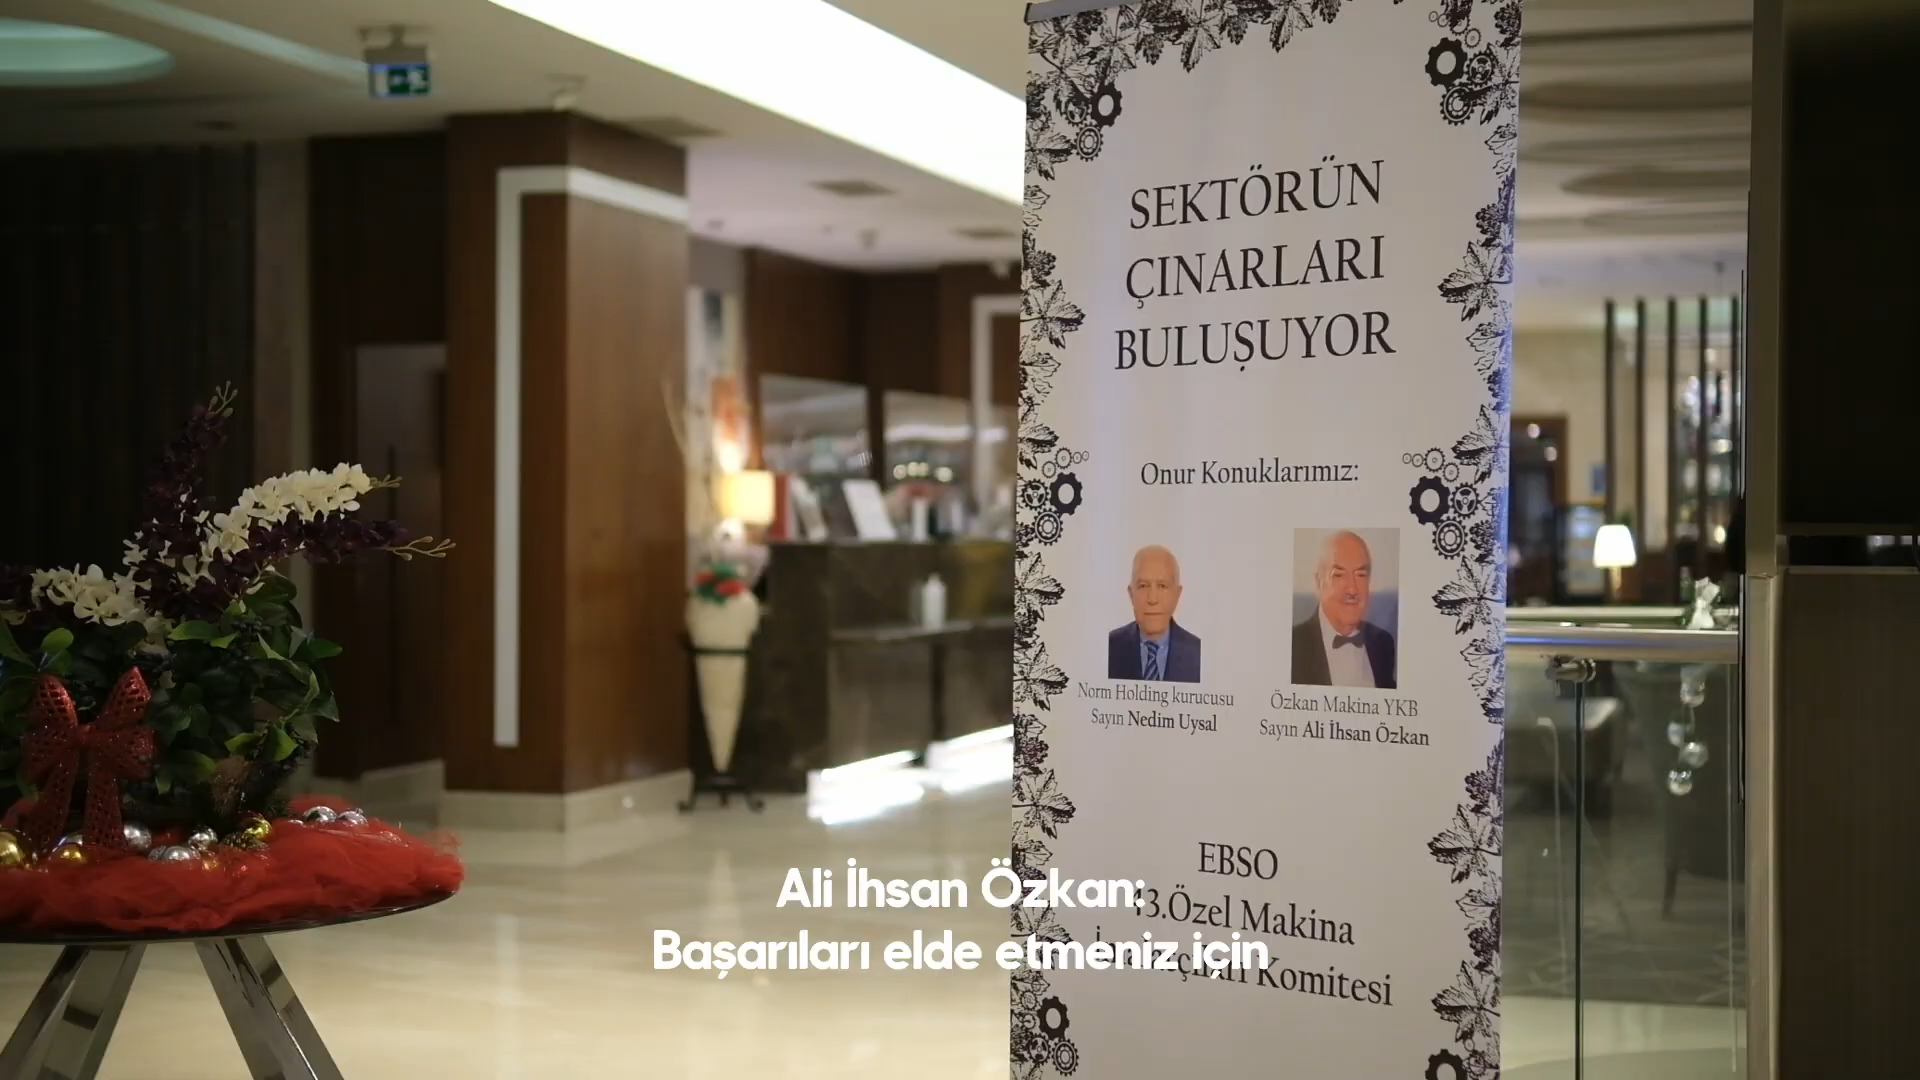 SEKTÖRÜN
ÇINARLARI
BULUŞUYOR
Onur Konuklarımız:
Norm Holding kurucusu
Sayın Nedim Uysal
Özkan Makina YKB
Sayın Ali İhsan Özkan
EBSO
43.Özel Makina
Komitesi
Ali İhsan Özkan:
Başarıları elde etmeniz için